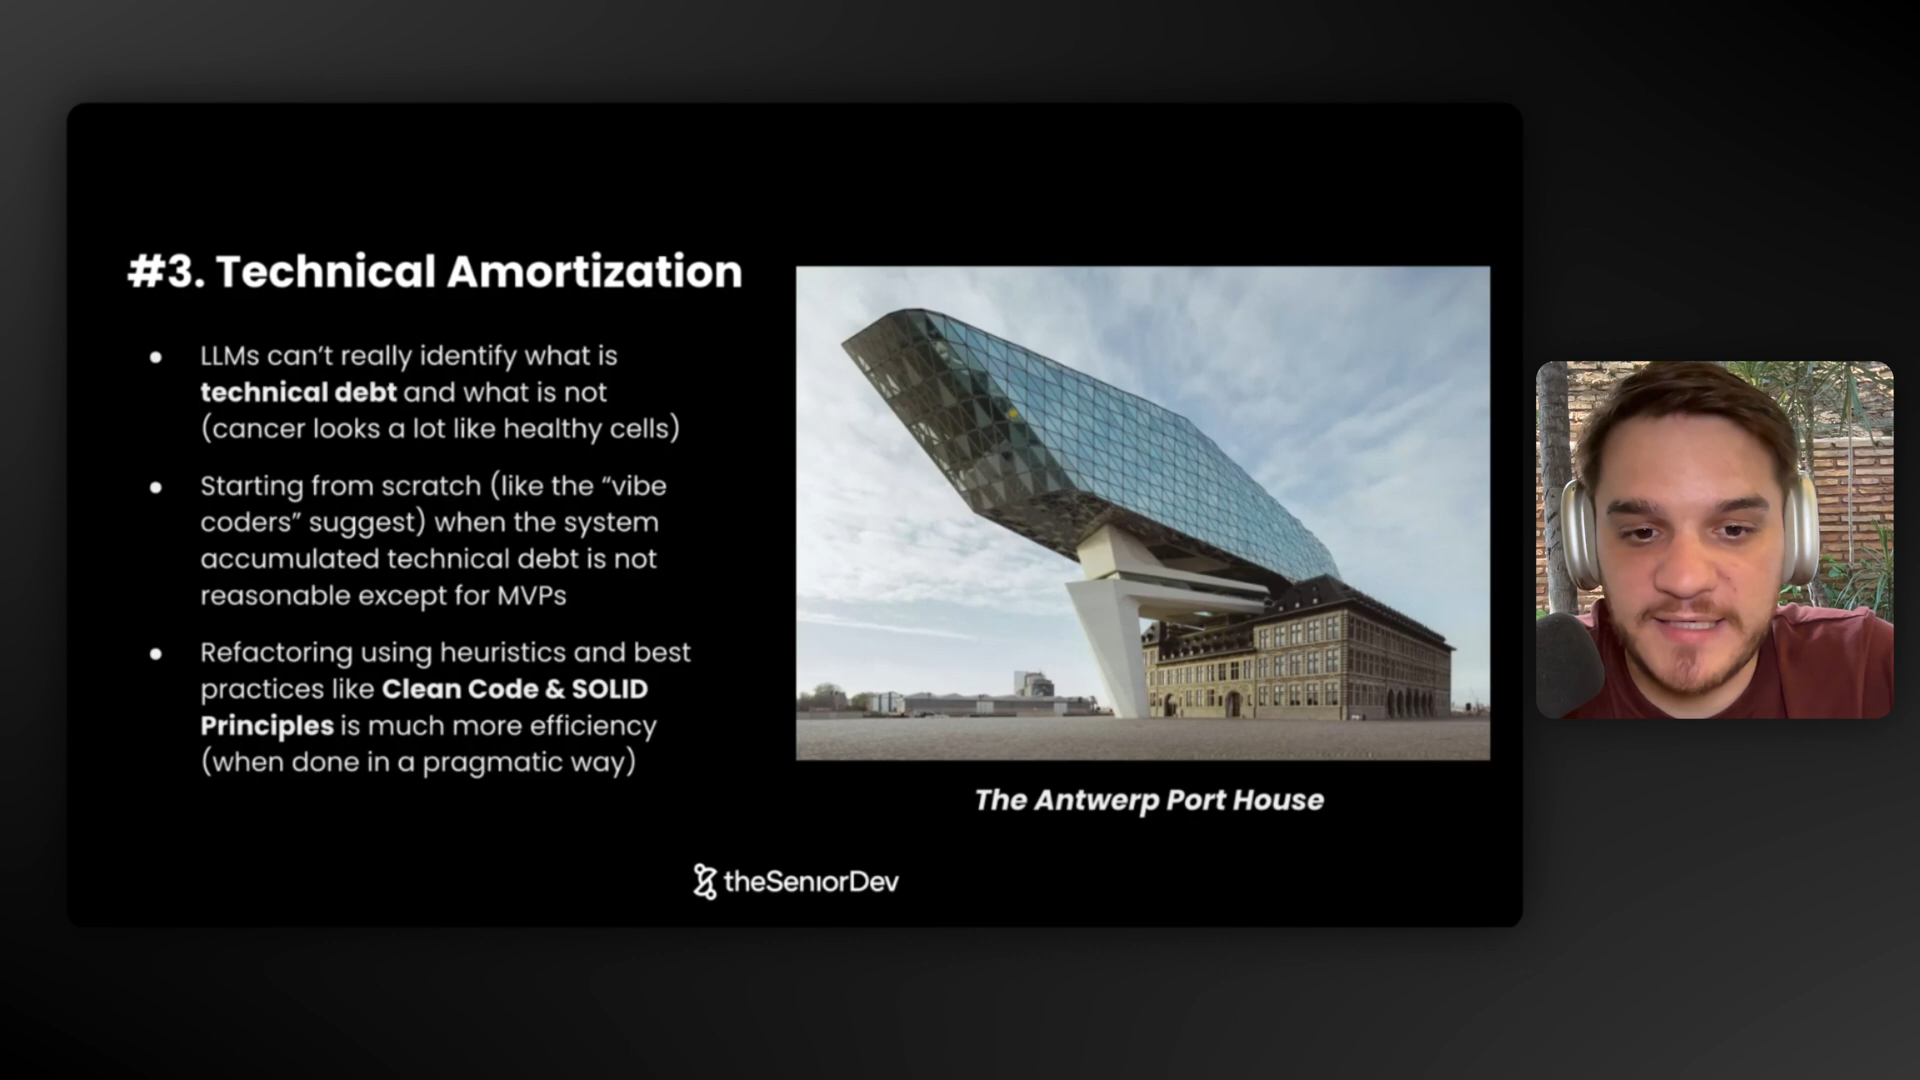 #3. Technical Amortization
● LLMs can’t really identify what is
technical debt and what is not
(cancer looks a lot like healthy cells)
● Starting from scratch (like the “vibe
coders” suggest) when the system
accumulated technical debt is not
reasonable except for MVPs
● Refactoring using heuristics and best
practices like Clean Code & SOLID
Principles is much more efficiency
(when done in a pragmatic way)
The Antwerp Port House
theSeniorDev